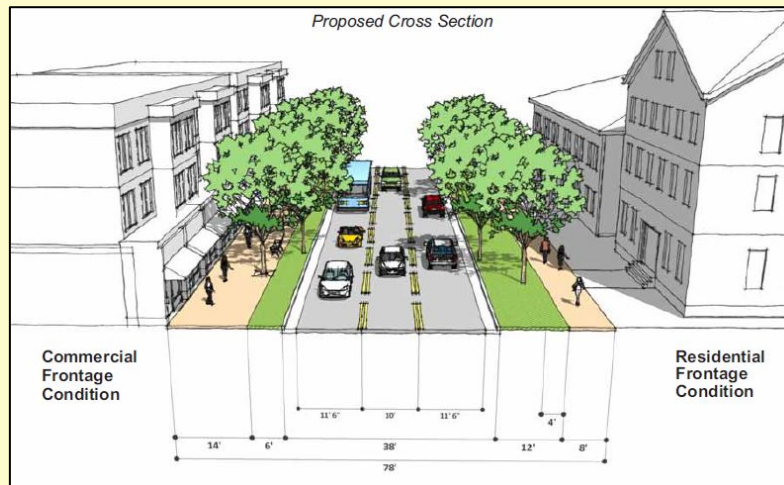 Proposed Cross Section
Commercial
Frontage
Condition
Residential
Frontage
Condition
11'6"
10'
11'6"
4'
14'
6'
38'
12'
8'
78'